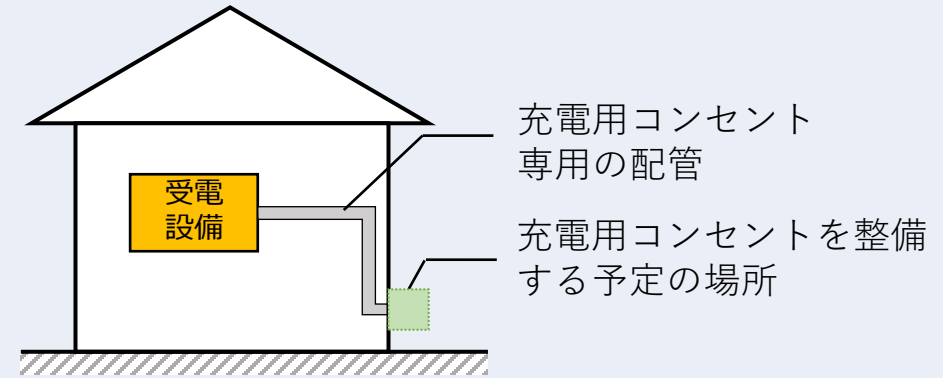 充電用コンセント
専用の配管
受電
設備
充電用コンセントを整備
する予定の場所